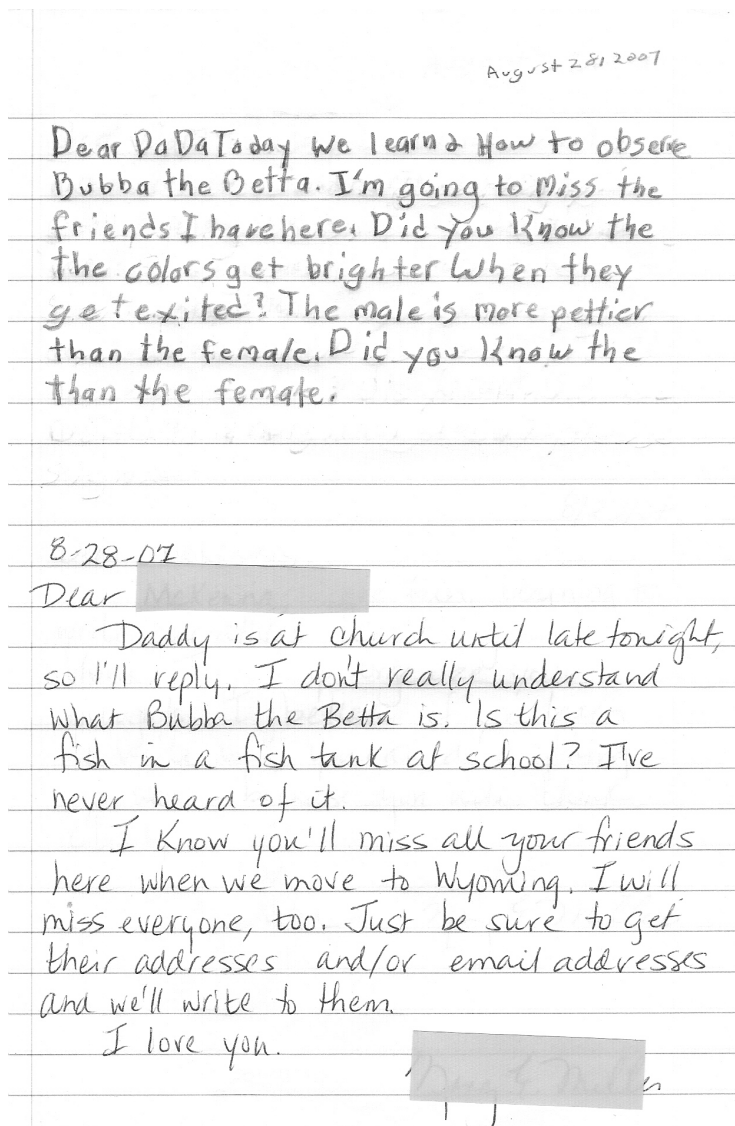 August 28, 2007
Dear DaDa Today we learnd How to observe
Bubba the Betta. I'm going to Miss the
friends I have here. Did you Know the
the colors get brighter When they
get exited? The male is more pettier
than the female. Did you Know the
than the female.
8-28-07
Dear
Daddy is at church until late tonight,
so I'll reply. I don't really understand
what Bubba the Betta is. Is this a
fish in a fish tank at school? I've
never heard of it.
I Know you'll miss all your friends
here when we move to Wyoming. I will
miss everyone, too. Just be sure to get
their addresses and/or email addresses
and we'll write to them.
I love you.